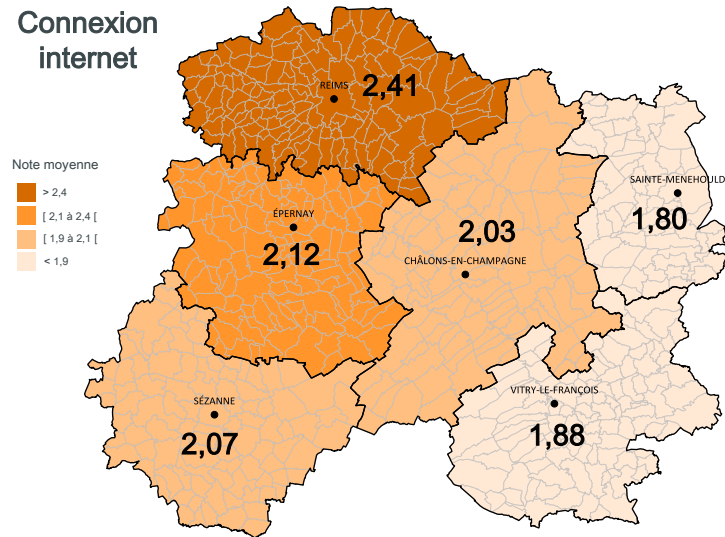 Connexion
internet
Note moyenne
> 2,4
[ 2,1 à 2,4 [
[ 1,9 à 2,1 [
< 1,9
REIMS
2,41
ÉPERNAY
2,12
2,03
CHÂLONS-EN-CHAMPAGNE
SAINTE-MENEHOULD
1,80
SÉZANNE
2,07
VITRY-LE-FRANÇOIS
1,88